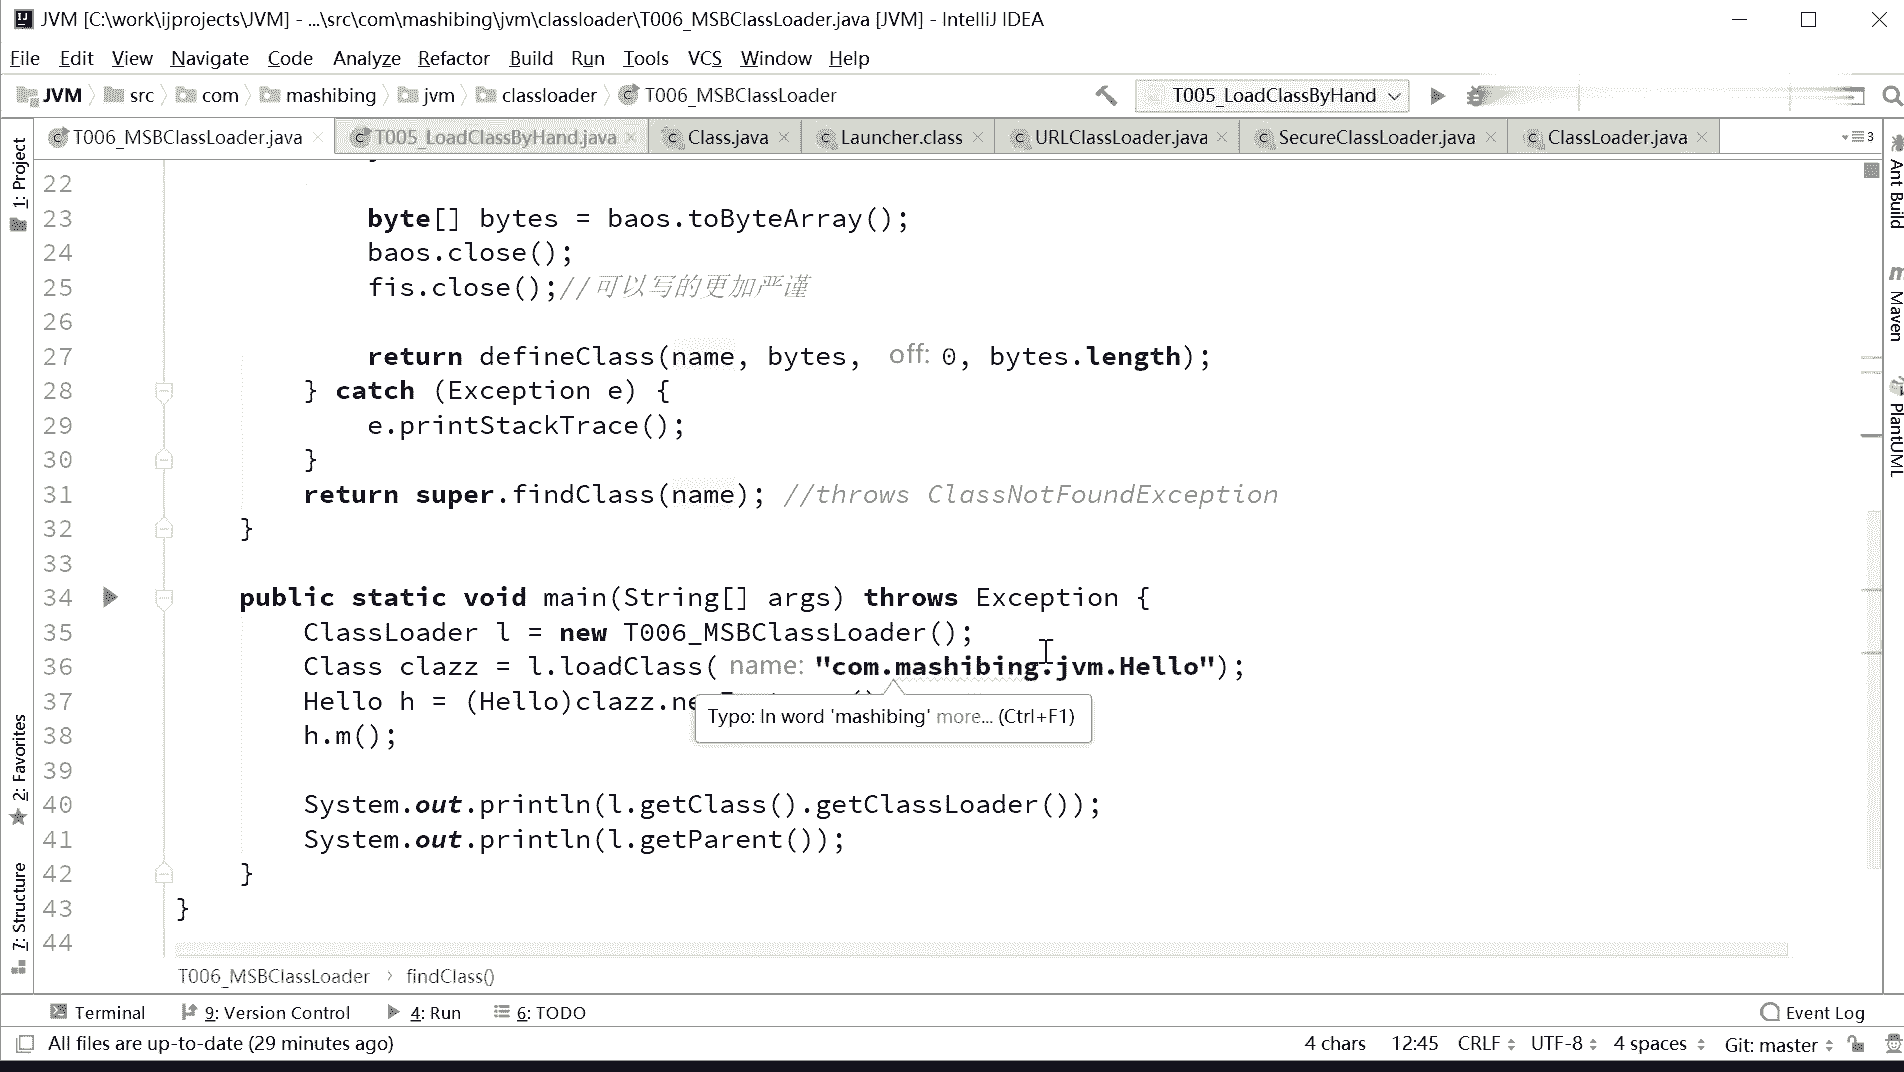 JVM [C:\work\ijprojects\JVM] - ...\src\com\mashibing\jvm\classloader\T006_MSBClassLoader.java [JVM] - IntelliJ IDEA
File Edit View Navigate Code Analyze Refactor Build Run Tools VCS Window Help
JVM src com mashibing jvm classloader T006_MSBClassLoader T005_LoadClassByHand
T006_MSBClassLoader.java T005_LoadClassByHand.java Class.java Launcher.class URLClassLoader.java SecureClassLoader.java ClassLoader.java 3
1: Project
2: Favorites
7: Structure
22
23 byte[] bytes = baos.toByteArray();
24 baos.close();
25 fis.close();//可以写的更加严谨
26
27 return defineClass(name, bytes, off: 0, bytes.length);
28 } catch (Exception e) {
29 e.printStackTrace();
30 }
31 return super.findClass(name); //throws ClassNotFoundException
32 }
33
34 public static void main(String[] args) throws Exception {
35 ClassLoader l = new T006_MSBClassLoader();
36 Class clazz = l.loadClass( name: "com.mashibing.jvm.Hello");
37 Hello h = (Hello)clazz.ne
Typo: In word 'mashibing' more... (Ctrl+F1)
38 h.m();
39
40 System.out.println(l.getClass().getClassLoader());
41 System.out.println(l.getParent());
42 }
43 }
44
Ant Build
Maven
PlantUML
T006_MSBClassLoader findClass()
Terminal 9: Version Control 4: Run 6: TODO Event Log
All files are up-to-date (29 minutes ago) 4 chars 12:45 CRLF UTF-8 4 spaces Git: master